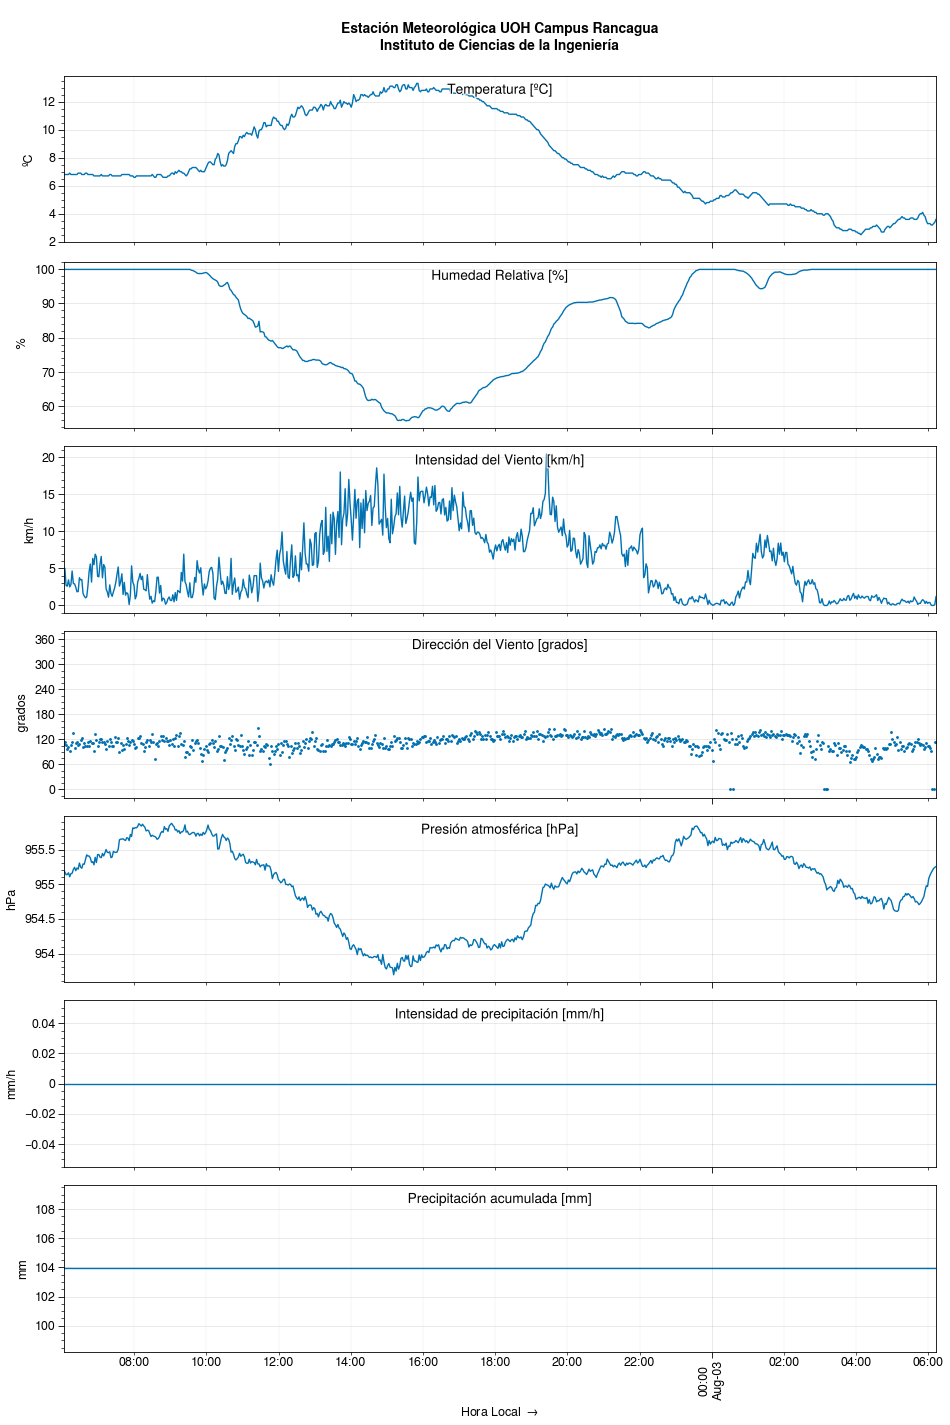 Estación Meteorológica UOH Campus Rancagua
Instituto de Ciencias de la Ingeniería
Temperatura [ºC]
ºC
12
10
8
6
4
2
Humedad Relativa [%]
%
100
90
80
70
60
Intensidad del Viento [km/h]
km/h
20
15
10
5
0
Dirección del Viento [grados]
grados
360
300
240
180
120
60
0
Presión atmosférica [hPa]
hPa
955.5
955
954.5
954
Intensidad de precipitación [mm/h]
mm/h
0.04
0.02
0
−0.02
−0.04
Precipitación acumulada [mm]
mm
108
106
104
102
100
08:00 10:00 12:00 14:00 16:00 18:00 20:00 22:00 00:00 02:00 04:00 06:00
Aug-03
Hora Local →